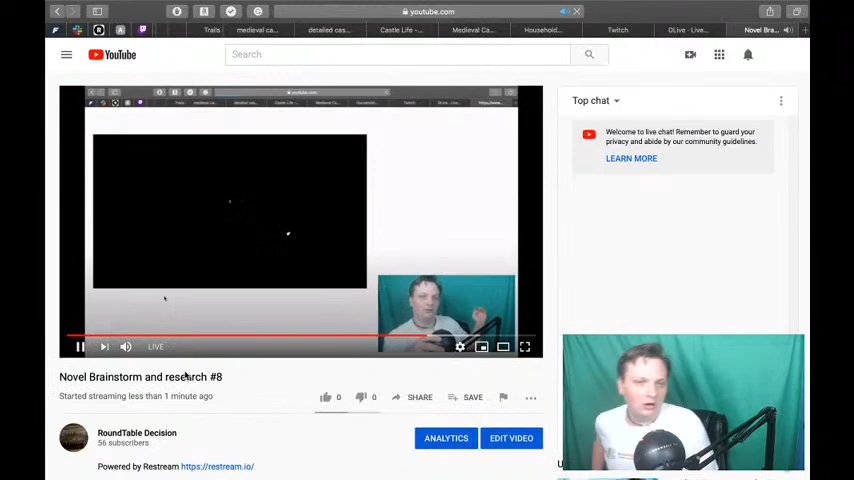 youtube.com
Trails
medieval ca...
detailed cas...
Castle Life -...
Medieval Ca...
Household...
Twitch
DLive · Live...
Novel Bra...
YouTube
Search
Top chat
Welcome to live chat! Remember to guard your
privacy and abide by our community guidelines.
LEARN MORE
LIVE
Novel Brainstorm and research #8
Started streaming less than 1 minute ago
0
0
SHARE
SAVE
RoundTable Decision
56 subscribers
ANALYTICS
EDIT VIDEO
Powered by Restream https://restream.io/